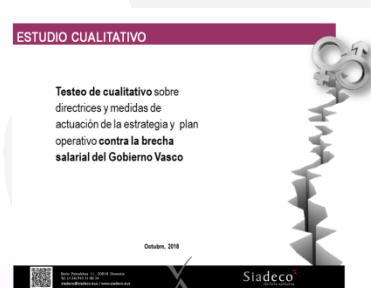 ESTUDIO CUALITATIVO
Testeo de cualitativo sobre
directrices y medidas de
actuación de la estrategia y plan
operativo contra la brecha
salarial del Gobierno Vasco
Octubre, 2018
Siadeco